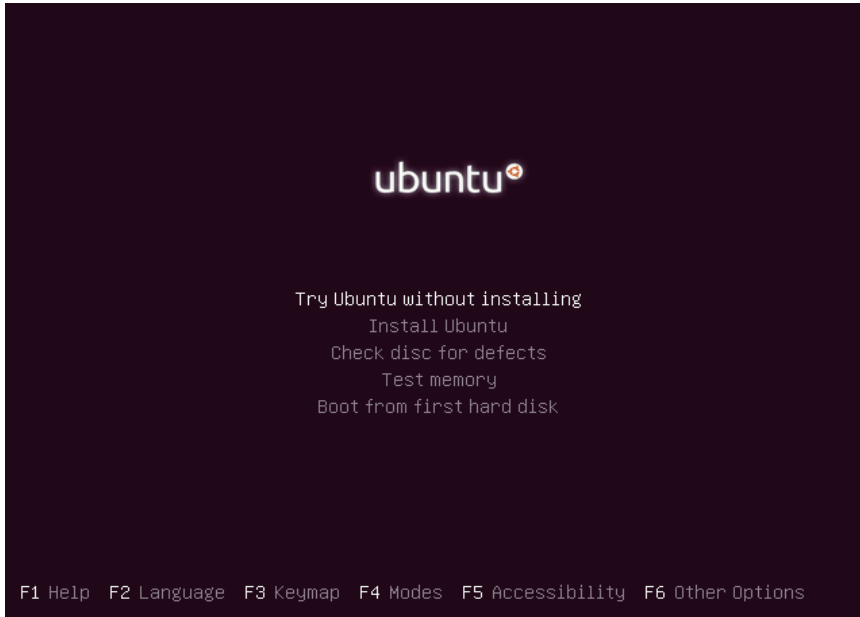 ubuntu
Try Ubuntu without installing
Install Ubuntu
Check disc for defects
Test memory
Boot from first hard disk
F1 Help F2 Language F3 Keymap F4 Modes F5 Accessibility F6 Other Options